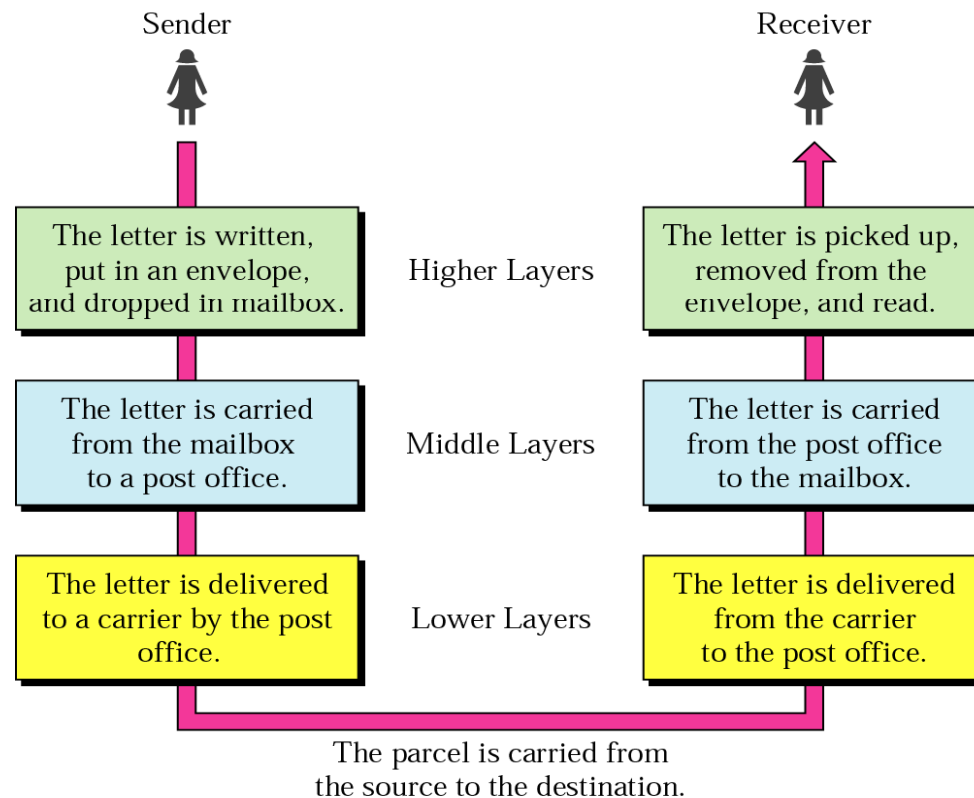 Sender
Receiver
The letter is written,
put in an envelope,
and dropped in mailbox.
Higher Layers
The letter is picked up,
removed from the
envelope, and read.
The letter is carried
from the mailbox
to a post office.
Middle Layers
The letter is carried
from the post office
to the mailbox.
The letter is delivered
to a carrier by the post
office.
Lower Layers
The letter is delivered
from the carrier
to the post office.
The parcel is carried from
the source to the destination.